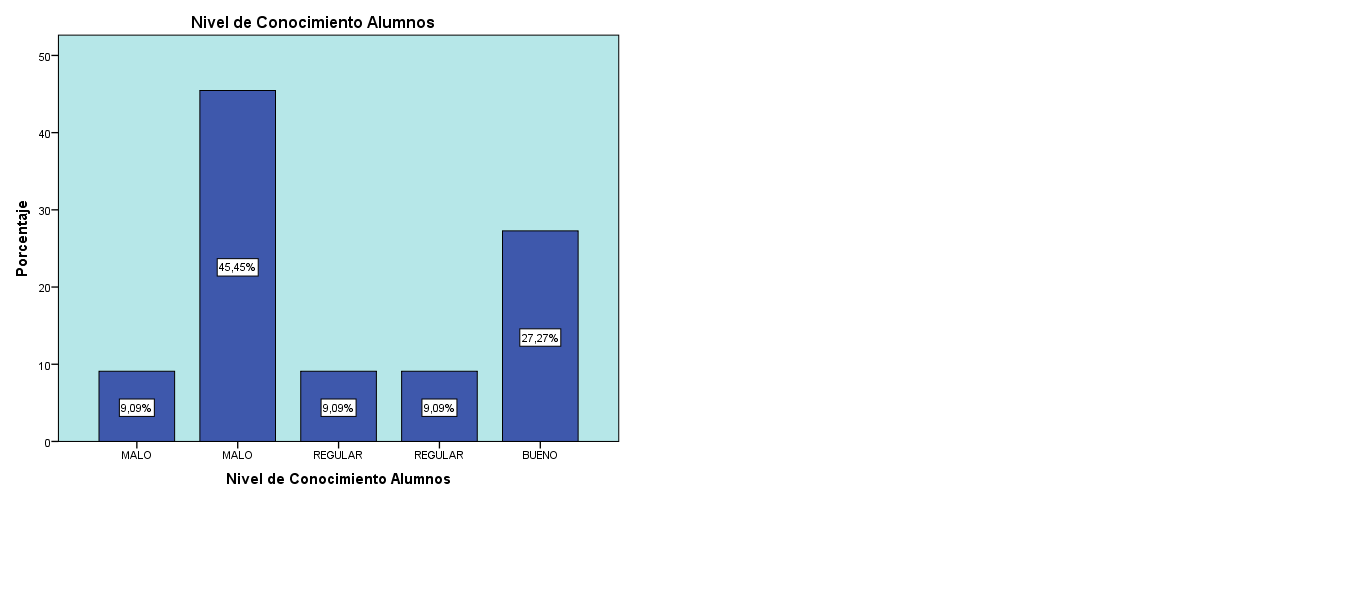 Nivel de Conocimiento Alumnos
50
40
30
20
10
0
Porcentaje
9,09%
45,45%
9,09%
9,09%
27,27%
MALO
MALO
REGULAR
REGULAR
BUENO
Nivel de Conocimiento Alumnos